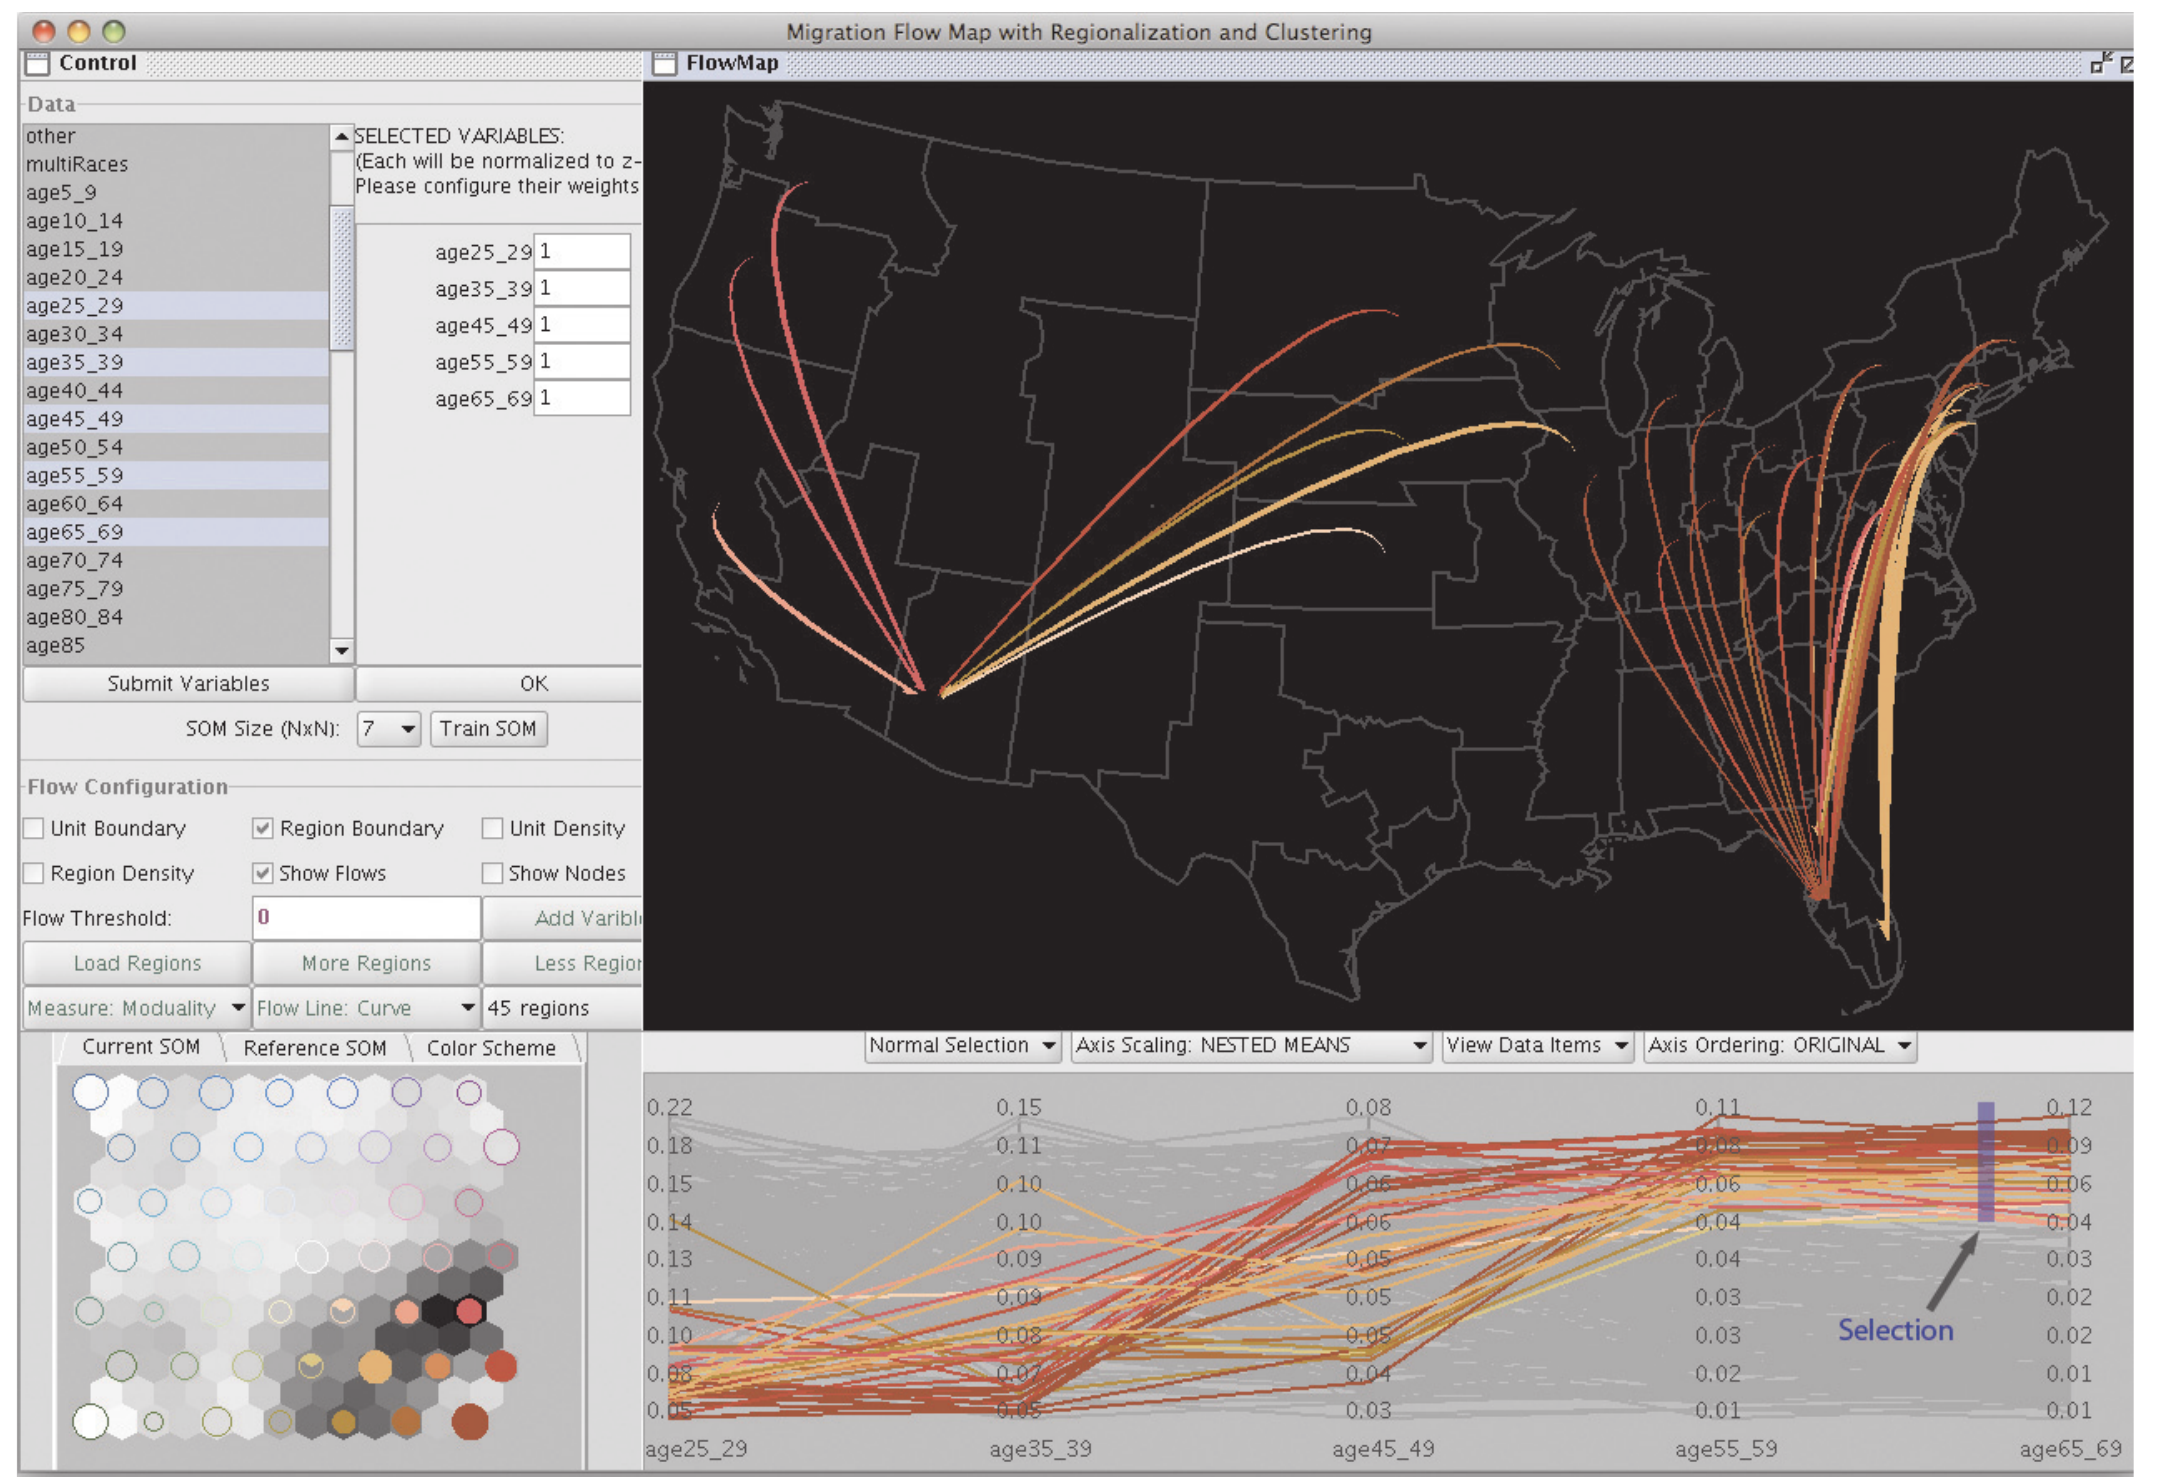 Migration Flow Map with Regionalization and Clustering
Control
FlowMap
Data
other
multiRaces
age5_9
age10_14
age15_19
age20_24
age25_29
age30_34
age35_39
age40_44
age45_49
age50_54
age55_59
age60_64
age65_69
age70_74
age75_79
age80_84
age85
SELECTED VARIABLES:
(Each will be normalized to z-
Please configure their weights
age25_29 1
age35_39 1
age45_49 1
age55_59 1
age65_69 1
Submit Variables OK
SOM Size (NxN): 7 Train SOM
Flow Configuration
Unit Boundary Region Boundary Unit Density
Region Density Show Flows Show Nodes
Flow Threshold: 0 Add Varibl
Load Regions More Regions Less Region
Measure: Moduality Flow Line: Curve 45 regions
Current SOM Reference SOM Color Scheme
Normal Selection Axis Scaling: NESTED MEANS View Data Items Axis Ordering: ORIGINAL
0.22 0.15 0.08 0.11 0.12
0.18 0.11 0.07 0.08 0.09
0.15 0.10 0.06 0.06 0.06
0.14 0.10 0.06 0.04 0.04
0.13 0.09 0.05 0.04 0.03
0.11 0.09 0.05 0.03 0.02
0.10 0.08 0.05 0.03 0.02
0.08 0.07 0.04 0.02 0.01
0.05 0.05 0.03 0.01 0.01
Selection
age25_29 age35_39 age45_49 age55_59 age65_69